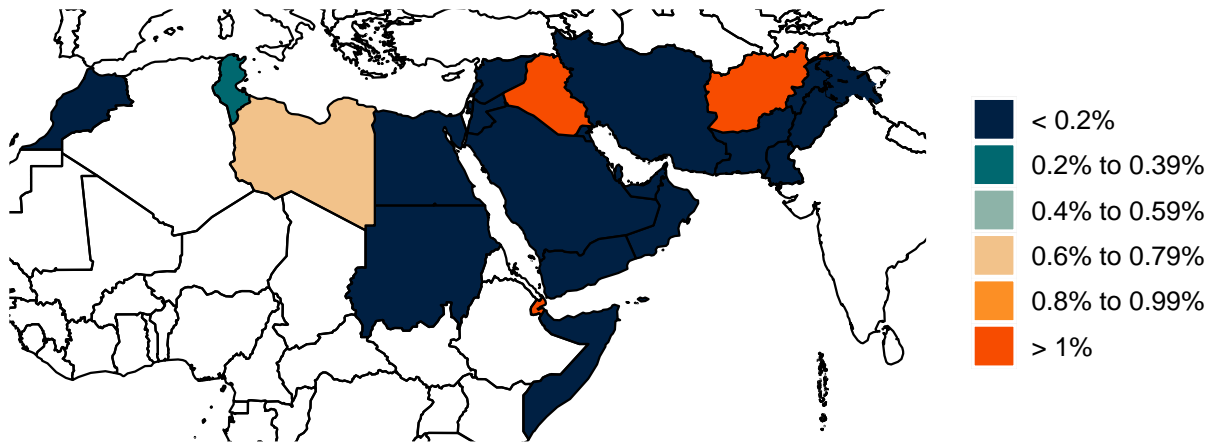 < 0.2%
0.2% to 0.39%
0.4% to 0.59%
0.6% to 0.79%
0.8% to 0.99%
> 1%